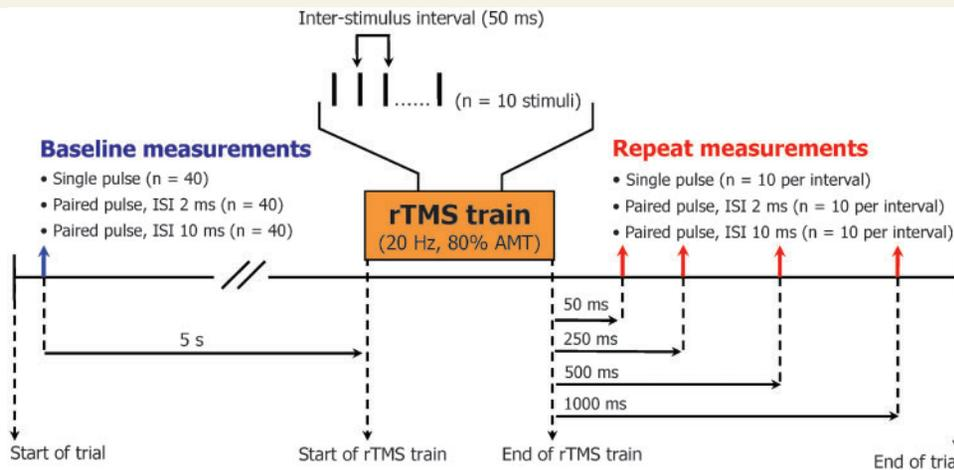 Inter-stimulus interval (50 ms)
...... (n = 10 stimuli)
Baseline measurements
• Single pulse (n = 40)
• Paired pulse, ISI 2 ms (n = 40)
• Paired pulse, ISI 10 ms (n = 40)
rTMS train
(20 Hz, 80% AMT)
Repeat measurements
• Single pulse (n = 10 per interval)
• Paired pulse, ISI 2 ms (n = 10 per interval)
• Paired pulse, ISI 10 ms (n = 10 per interval)
5 s
50 ms
250 ms
500 ms
1000 ms
Start of trial
Start of rTMS train
End of rTMS train
End of tria